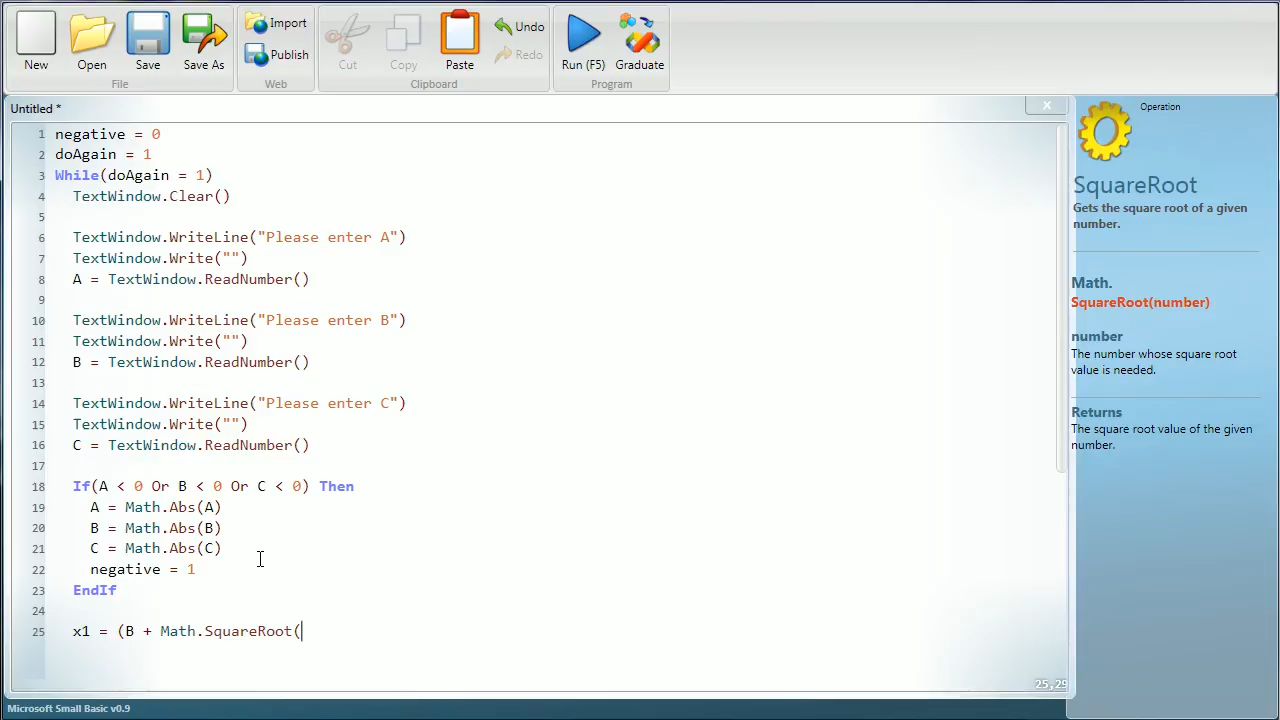 New
Open
Save
Save As
Import
Publish
Cut
Copy
Paste
Undo
Redo
Run (F5)
Graduate
File
Web
Clipboard
Program
Untitled *
x
1 negative = 0
2 doAgain = 1
3 While(doAgain = 1)
4 TextWindow.Clear()
5
6 TextWindow.WriteLine("Please enter A")
7 TextWindow.Write("")
8 A = TextWindow.ReadNumber()
9
10 TextWindow.WriteLine("Please enter B")
11 TextWindow.Write("")
12 B = TextWindow.ReadNumber()
13
14 TextWindow.WriteLine("Please enter C")
15 TextWindow.Write("")
16 C = TextWindow.ReadNumber()
17
18 If(A < 0 Or B < 0 Or C < 0) Then
19 A = Math.Abs(A)
20 B = Math.Abs(B)
21 C = Math.Abs(C)
22 negative = 1
23 EndIf
24
25 x1 = (B + Math.SquareRoot(
25,29
Operation
SquareRoot
Gets the square root of a given
number.
Math.
SquareRoot(number)
number
The number whose square root
value is needed.
Returns
The square root value of the given
number.
Microsoft Small Basic v0.9